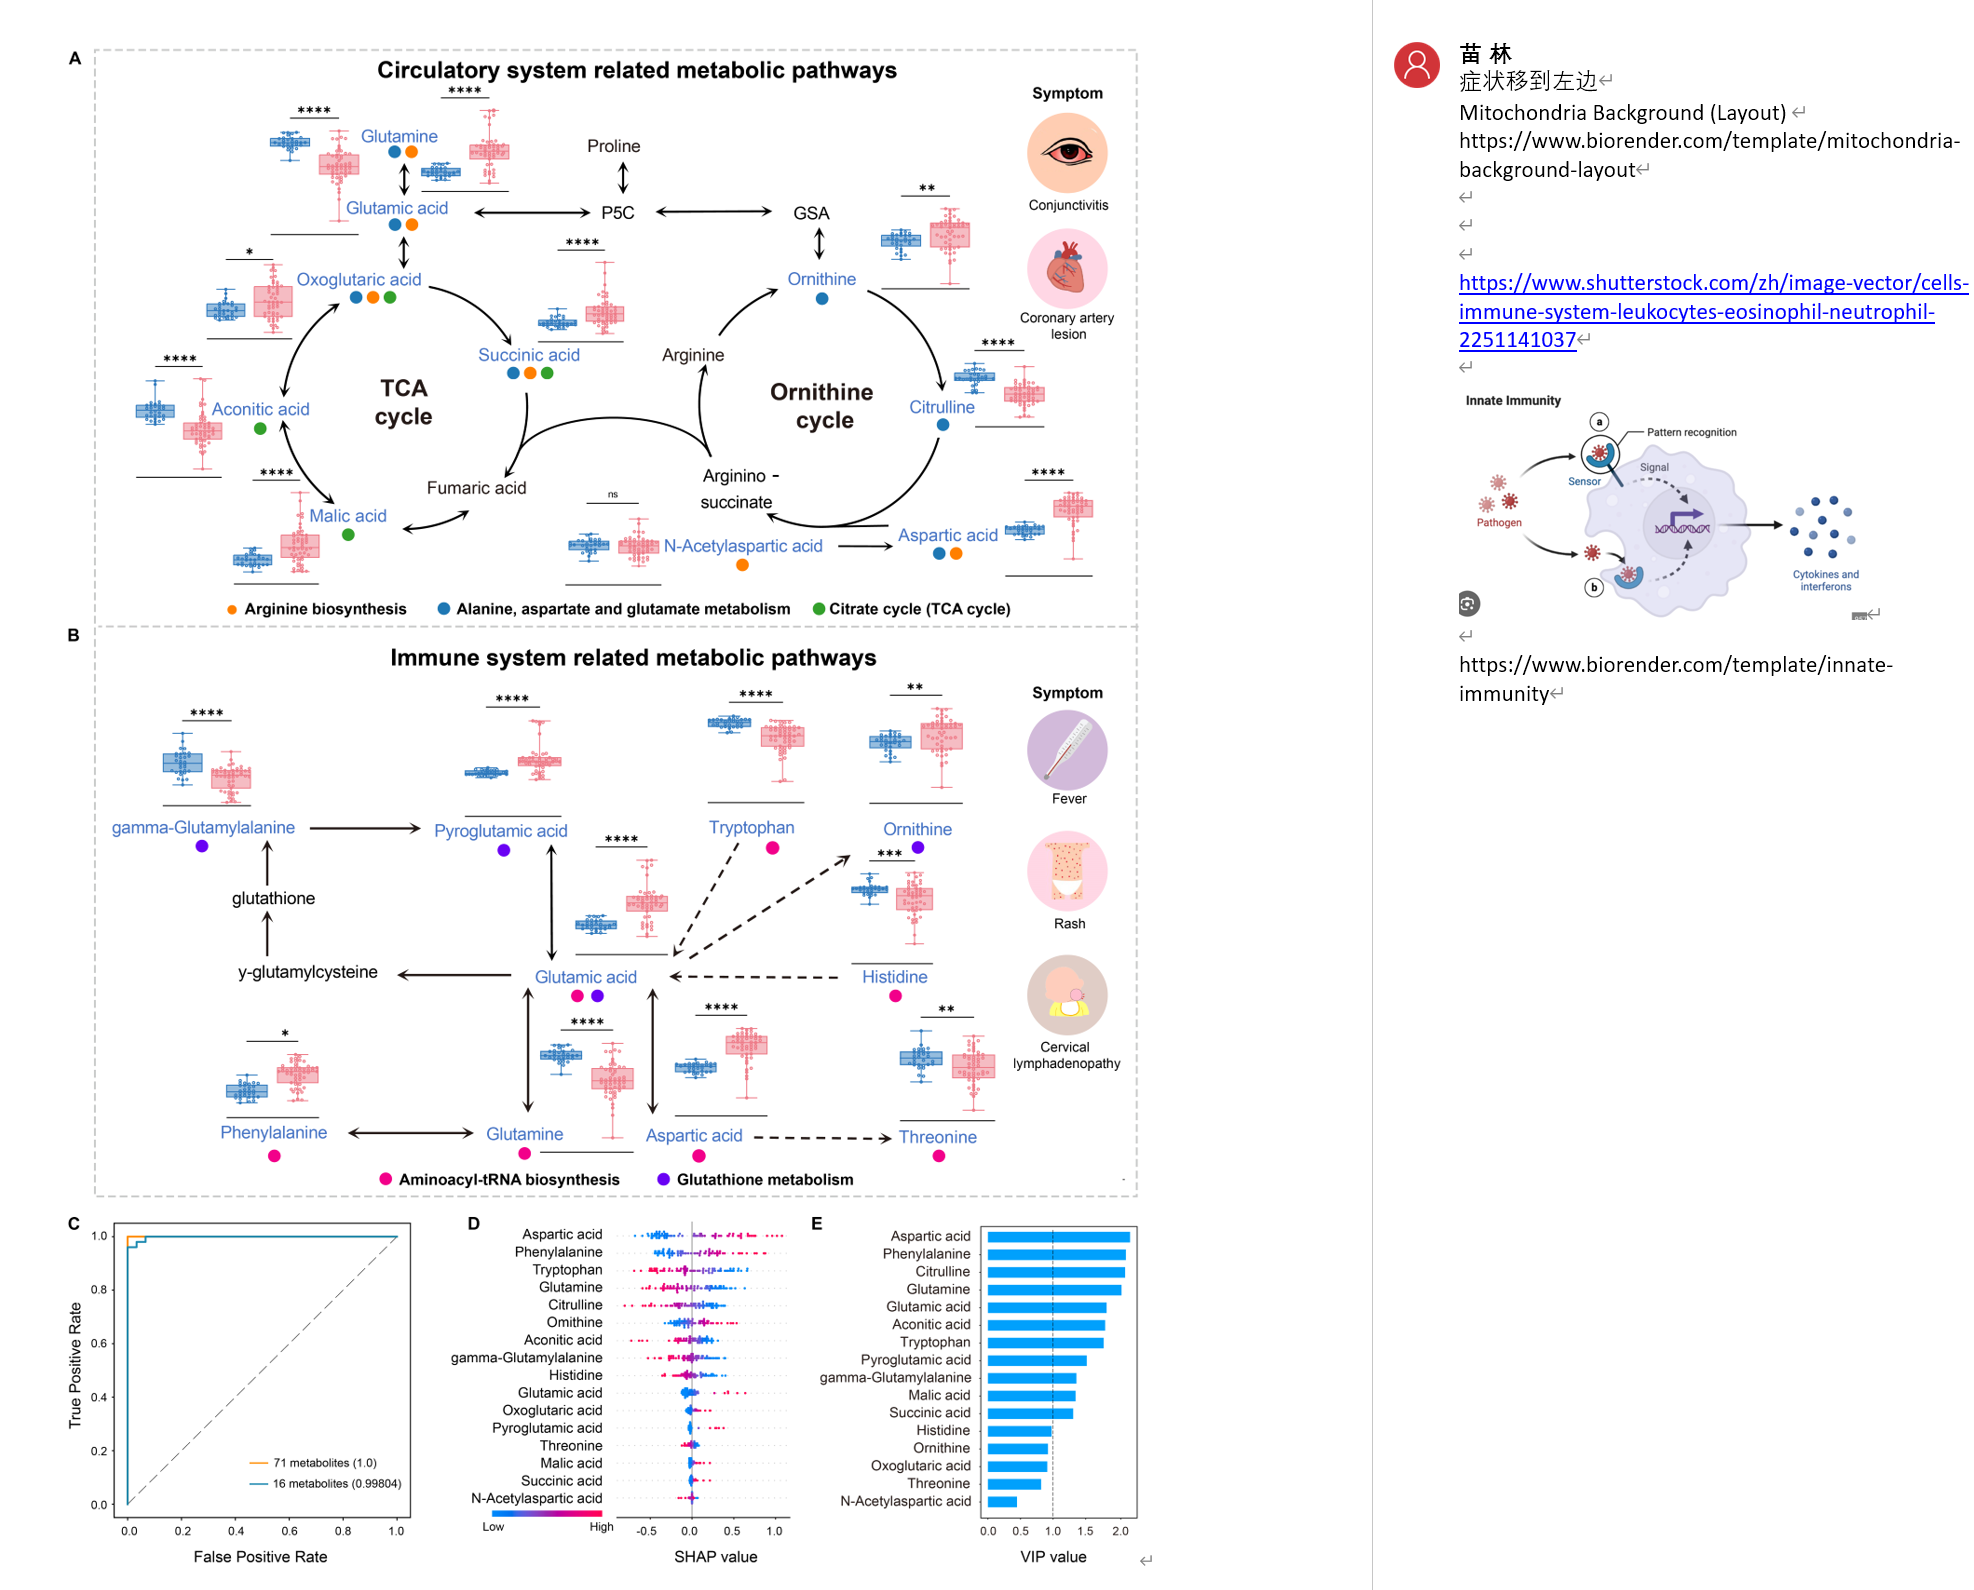 A
Circulatory system related metabolic pathways
****
****
Symptom
Glutamine
Proline
Conjunctivitis
**
Glutamic acid
P5C
GSA
****
*
Oxoglutaric acid
Ornithine
Coronary artery
lesion
****
Succinic acid
Arginine
****
TCA
cycle
Ornithine
cycle
Aconitic acid
Citrulline
****
Fumaric acid
Arginino -
succinate
****
ns
Malic acid
N-Acetylaspartic acid
Aspartic acid
Arginine biosynthesis
Alanine, aspartate and glutamate metabolism
Citrate cycle (TCA cycle)
B
Immune system related metabolic pathways
Symptom
****
****
****
**
Fever
gamma-Glutamylalanine
Pyroglutamic acid
Tryptophan
Ornithine
****
***
glutathione
Rash
y-glutamylcysteine
Glutamic acid
Histidine
****
****
**
*
Cervical
lymphadenopathy
Phenylalanine
Glutamine
Aspartic acid
Threonine
Aminoacyl-tRNA biosynthesis
Glutathione metabolism
C
True Positive Rate
1.0
0.8
0.6
0.4
0.2
0.0
71 metabolites (1.0)
16 metabolites (0.99804)
0.0 0.2 0.4 0.6 0.8 1.0
False Positive Rate
D
Aspartic acid
Phenylalanine
Tryptophan
Glutamine
Citrulline
Omithine
Aconitic acid
gamma-Glutamylalanine
Histidine
Glutamic acid
Oxoglutaric acid
Pyroglutamic acid
Threonine
Malic acid
Succinic acid
N-Acetylaspartic acid
Low High
-0.5 0.0 0.5 1.0
SHAP value
E
Aspartic acid
Phenylalanine
Citrulline
Glutamine
Glutamic acid
Aconitic acid
Tryptophan
Pyroglutamic acid
gamma-Glutamylalanine
Malic acid
Succinic acid
Histidine
Ornithine
Oxoglutaric acid
Threonine
N-Acetylaspartic acid
0.0 0.5 1.0 1.5 2.0
VIP value
苗 林
症状移到左边
Mitochondria Background (Layout)
https://www.biorender.com/template/mitochondria-
background-layout
https://www.shutterstock.com/zh/image-vector/cells-
immune-system-leukocytes-eosinophil-neutrophil-
2251141037
Innate Immunity
a
Pattern recognition
Signal
Sensor
Pathogen
b
Cytokines and
interferons
https://www.biorender.com/template/innate-
immunity